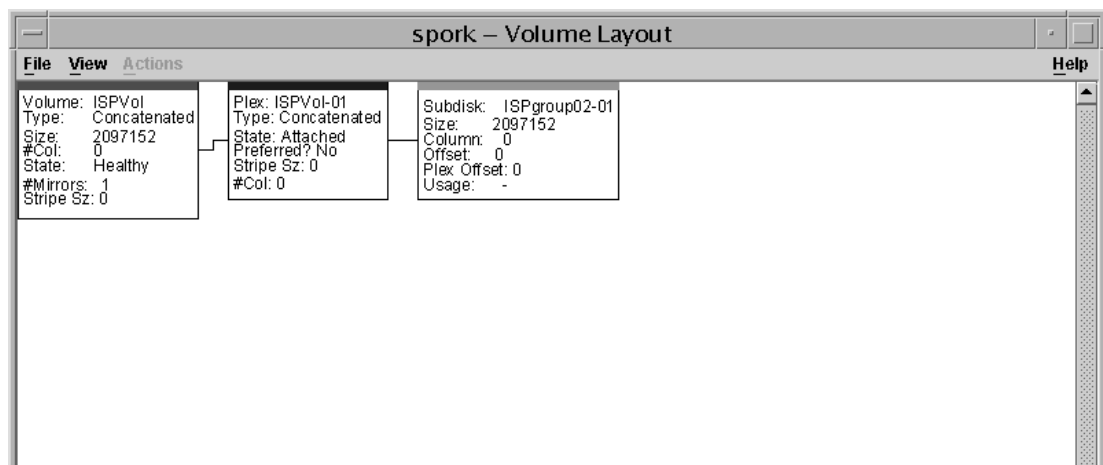 spork – Volume Layout
File View Actions Help
Volume: ISPVol
Type: Concatenated
Size: 2097152
#Col: 0
State: Healthy
#Mirrors: 1
Stripe Sz: 0
Plex: ISPVol-01
Type: Concatenated
State: Attached
Preferred? No
Stripe Sz: 0
#Col: 0
Subdisk: ISPgroup02-01
Size: 2097152
Column: 0
Offset: 0
Plex Offset: 0
Usage: -